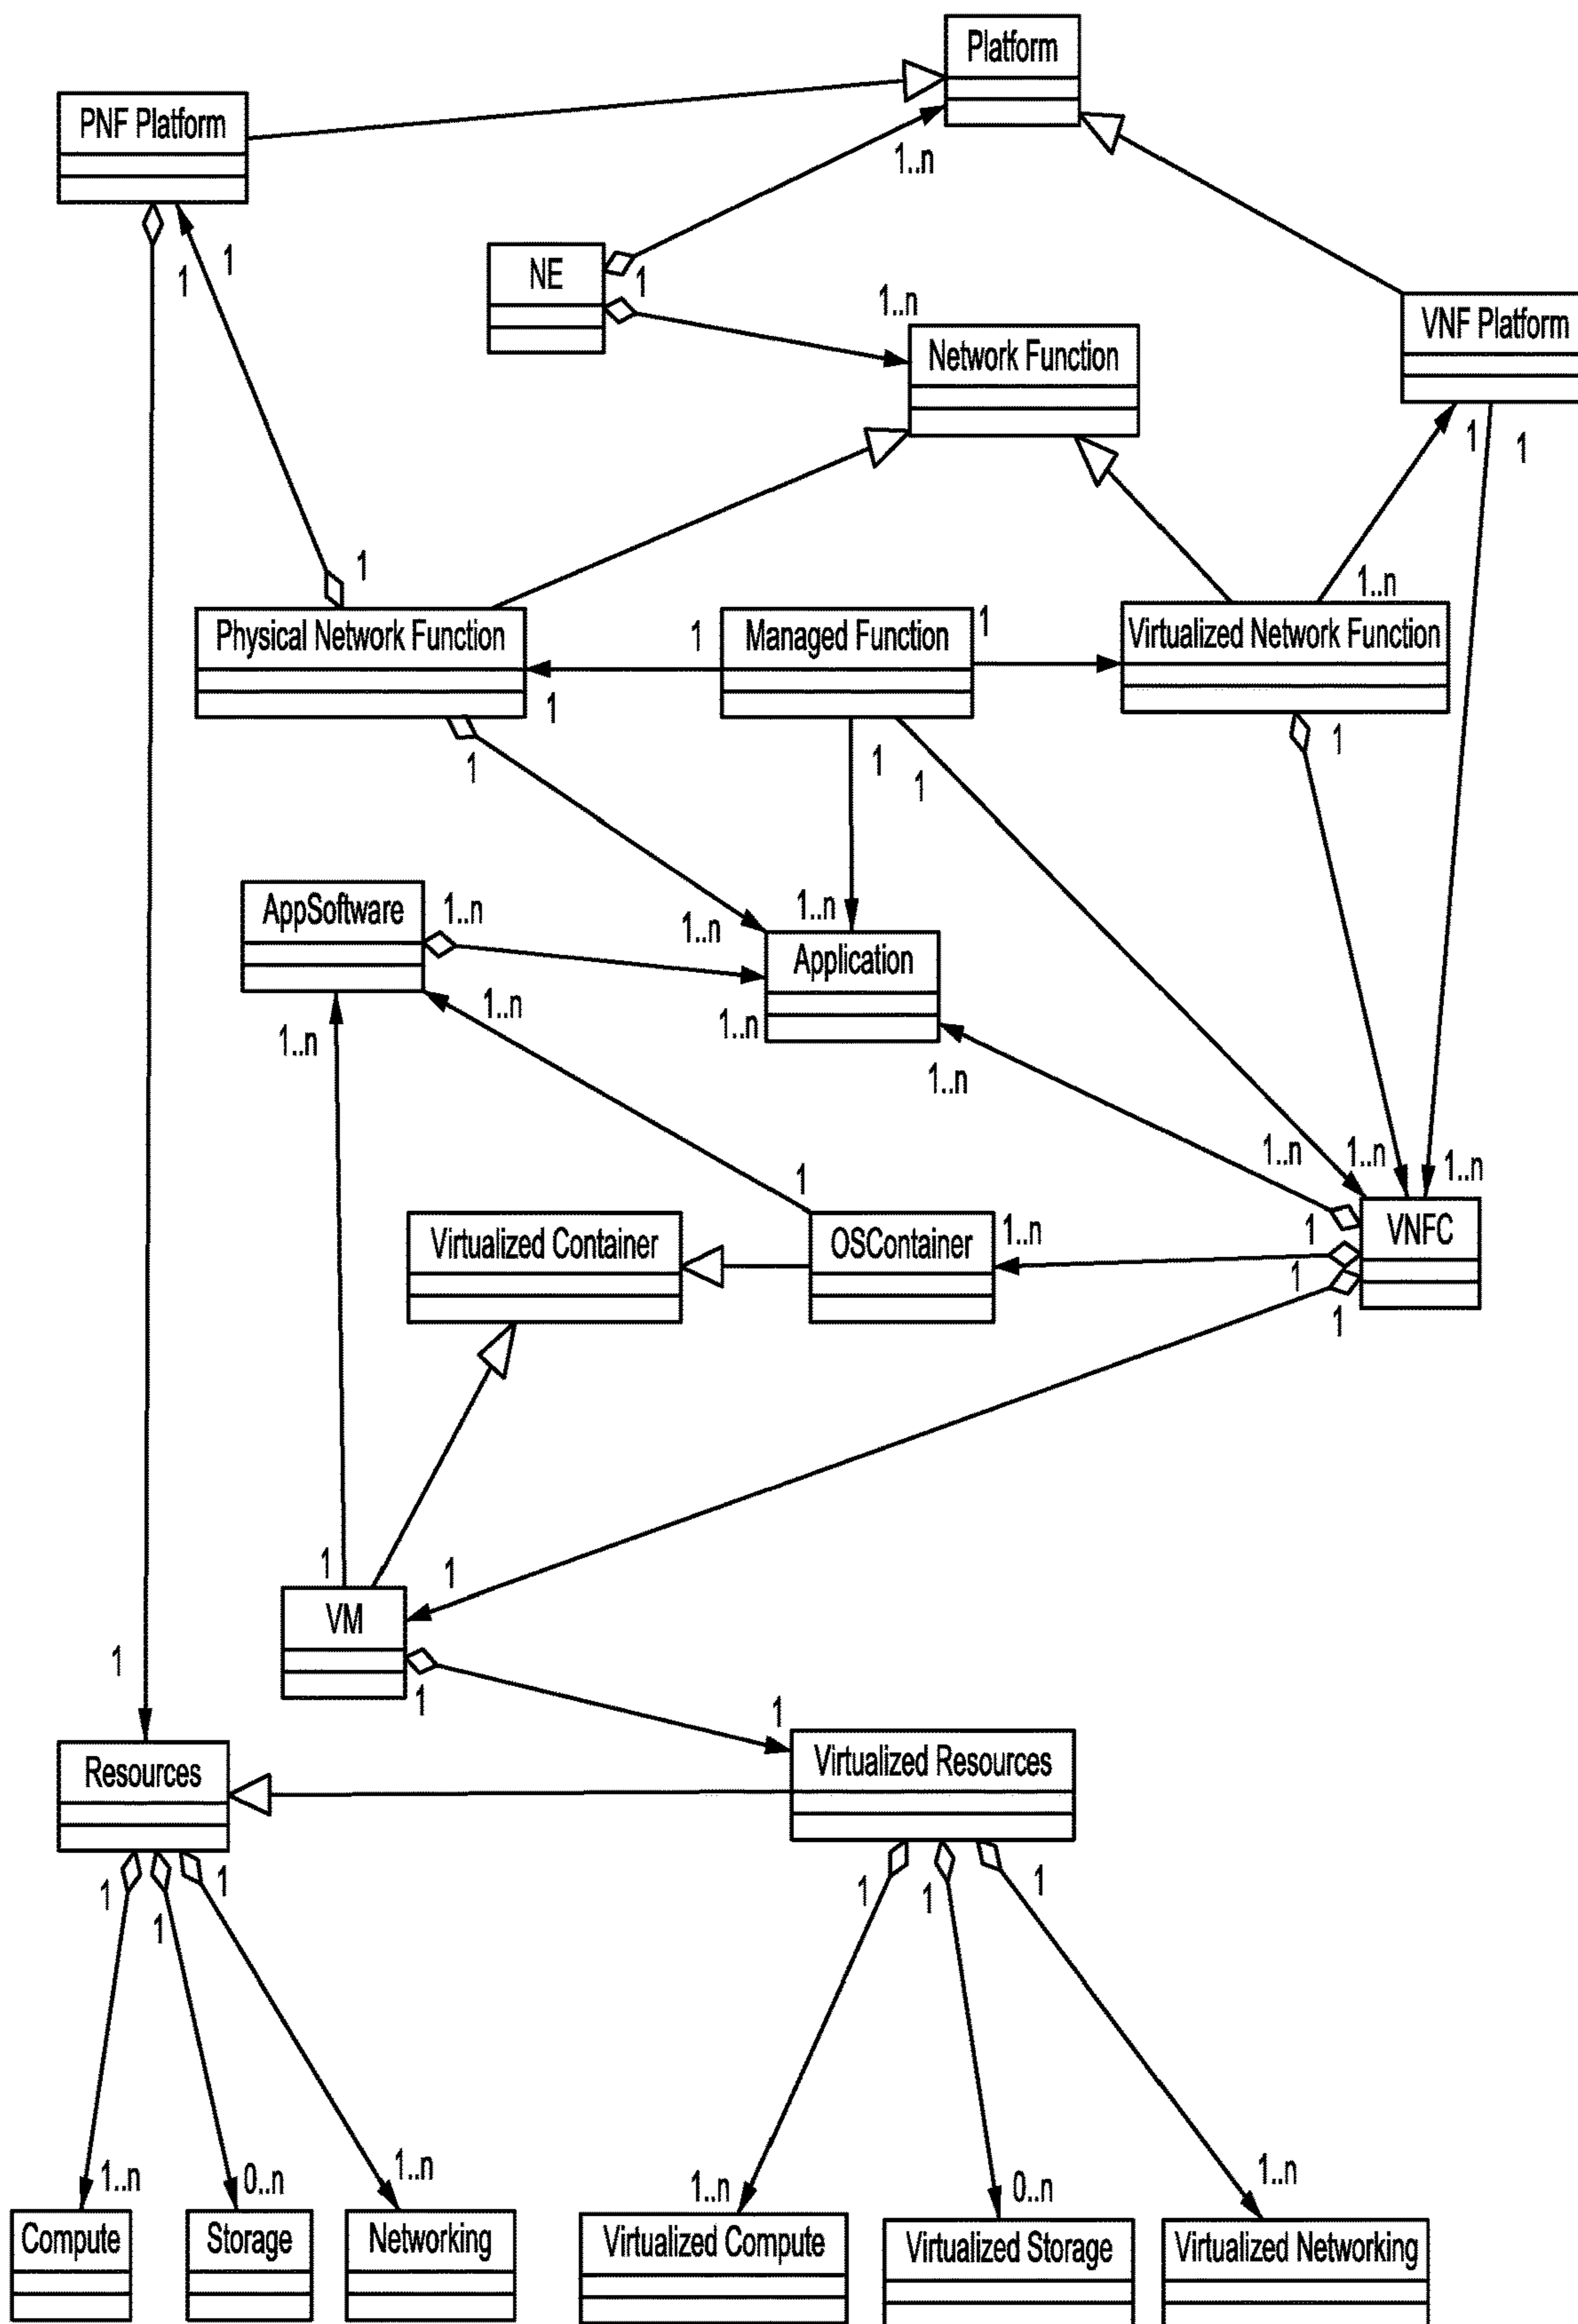 Platform
PNF Platform
1..n
1
1
NE
1
1..n
VNF Platform
Network Function
1
1
1
1..n
Physical Network Function
1
Managed Function
1
Virtualized Network Function
1
1
1
1
1
AppSoftware
1..n
1..n
1..n
Application
1..n
1..n
1..n
1..n
1
1..n
1..n
1..n
Virtualized Container
OSContainer
1..n
1
VNFC
1
1
1
1
VM
1
1
1
Resources
Virtualized Resources
1
1
1
1
1
1
1..n
0..n
1..n
1..n
0..n
1..n
Compute
Storage
Networking
Virtualized Compute
Virtualized Storage
Virtualized Networking